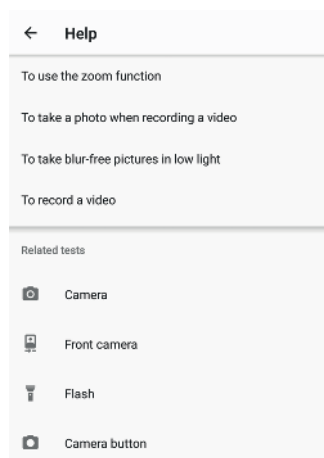 Help
To use the zoom function
To take a photo when recording a video
To take blur-free pictures in low light
To record a video
Related tests
Camera
Front camera
Flash
Camera button